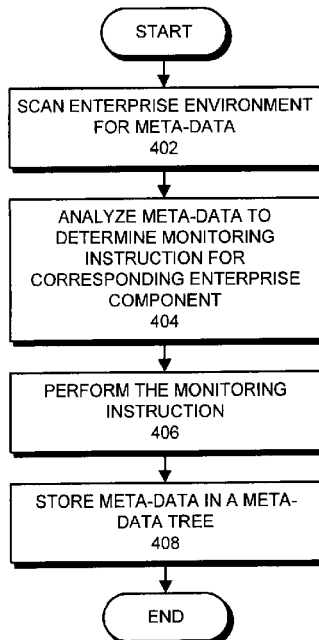 START
SCAN ENTERPRISE ENVIRONMENT
FOR META-DATA
402
ANALYZE META-DATA TO
DETERMINE MONITORING
INSTRUCTION FOR
CORRESPONDING ENTERPRISE
COMPONENT
404
PERFORM THE MONITORING
INSTRUCTION
406
STORE META-DATA IN A META-
DATA TREE
408
END